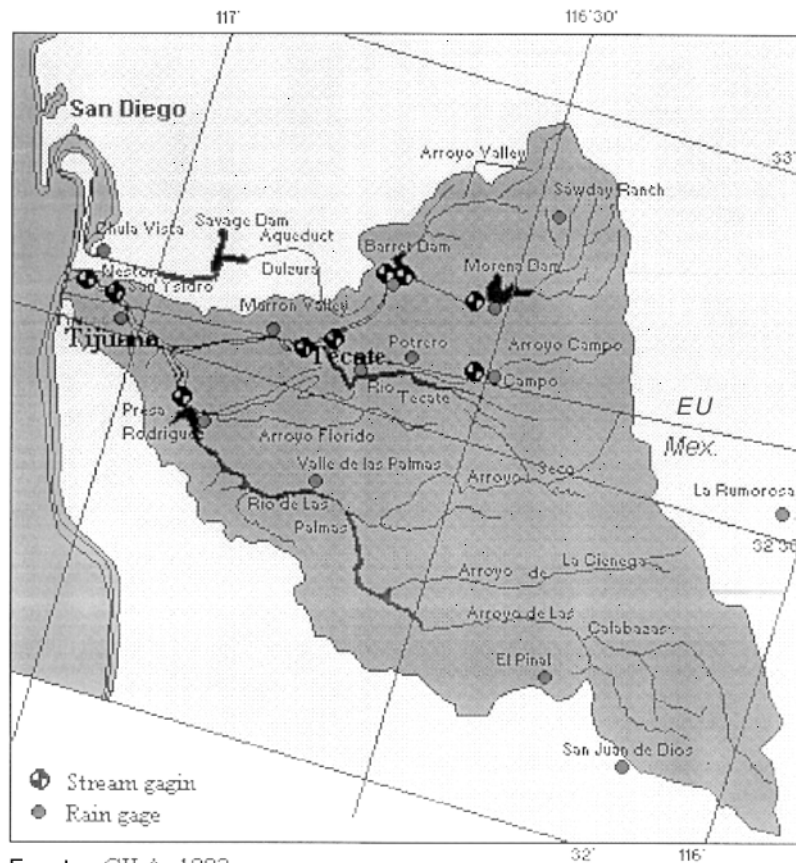 117°
116°30'
San Diego
Arroyo Valley
33°
Sawday Ranch
Chula Vista
Savage Dam
Aqueduct
Barret Dam
Dulzura
Morena Dam
Nestor
San Ysidro
Marron Valley
Tijuana
Tecate
Potrero
Arroyo Campo
Rio
Tecate
Campo
EU
Presa
Rodriguez
Mex.
Arroyo Florido
Valle de las Palmas
Arroyo Seco
La Rumorosa
Rio de Las
Palmas
Arroyo de La Cienega
Arroyo de Las
Calabazas
El Pinal
San Juan de Dios
Stream gagin
Rain gage
32°
116°